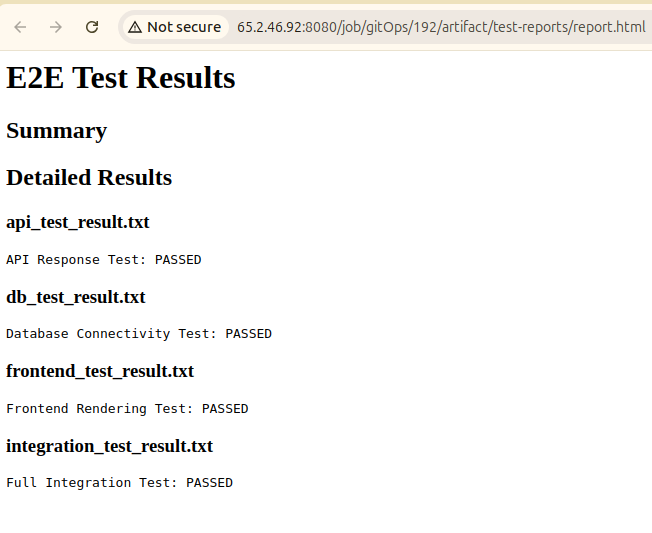 Not secure 65.2.46.92:8080/job/gitOps/192/artifact/test-reports/report.html
E2E Test Results
Summary
Detailed Results
api_test_result.txt
API Response Test: PASSED
db_test_result.txt
Database Connectivity Test: PASSED
frontend_test_result.txt
Frontend Rendering Test: PASSED
integration_test_result.txt
Full Integration Test: PASSED